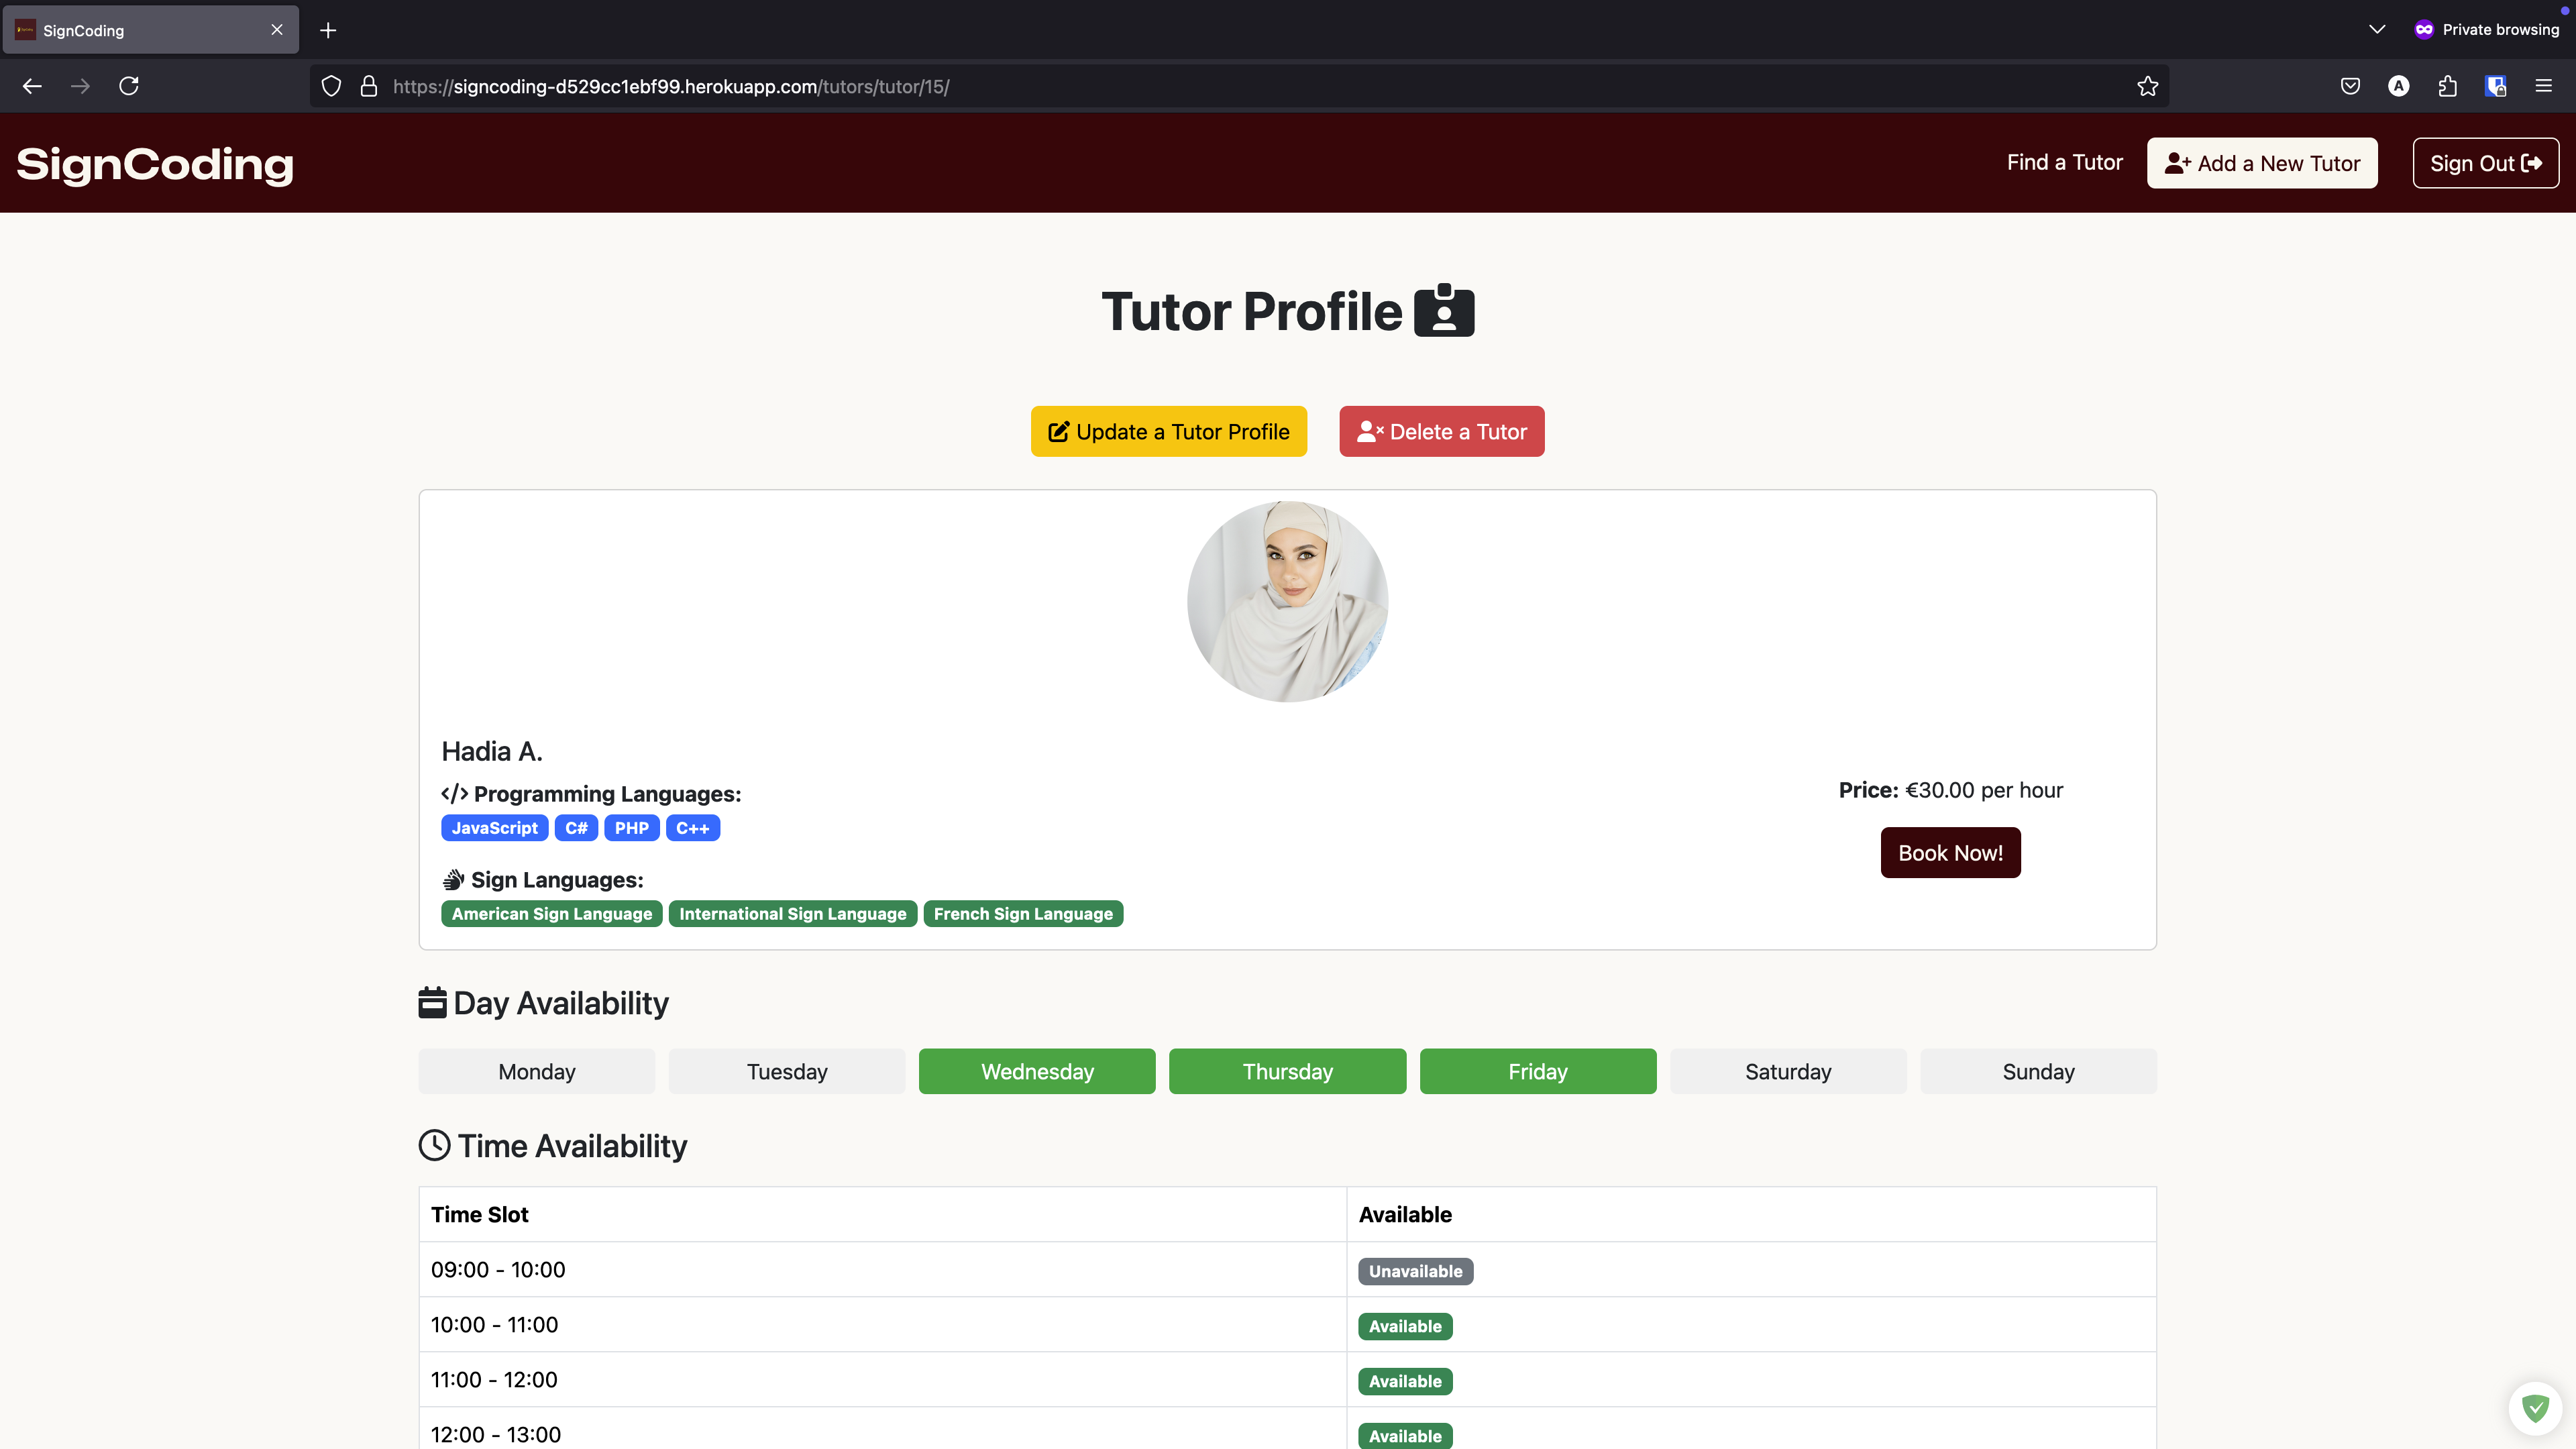 SignCoding
Private browsing
https://signcoding-d529cc1ebf99.herokuapp.com/tutors/tutor/15/
A
SignCoding
Find a Tutor
Add a New Tutor
Sign Out
Tutor Profile
Update a Tutor Profile
Delete a Tutor
Hadia A.
</> Programming Languages:
JavaScript C# PHP C++
Price: €30.00 per hour
Book Now!
Sign Languages:
American Sign Language International Sign Language French Sign Language
Day Availability
Monday Tuesday Wednesday Thursday Friday Saturday Sunday
Time Availability
Time Slot Available
09:00 - 10:00 Unavailable
10:00 - 11:00 Available
11:00 - 12:00 Available
12:00 - 13:00 Available